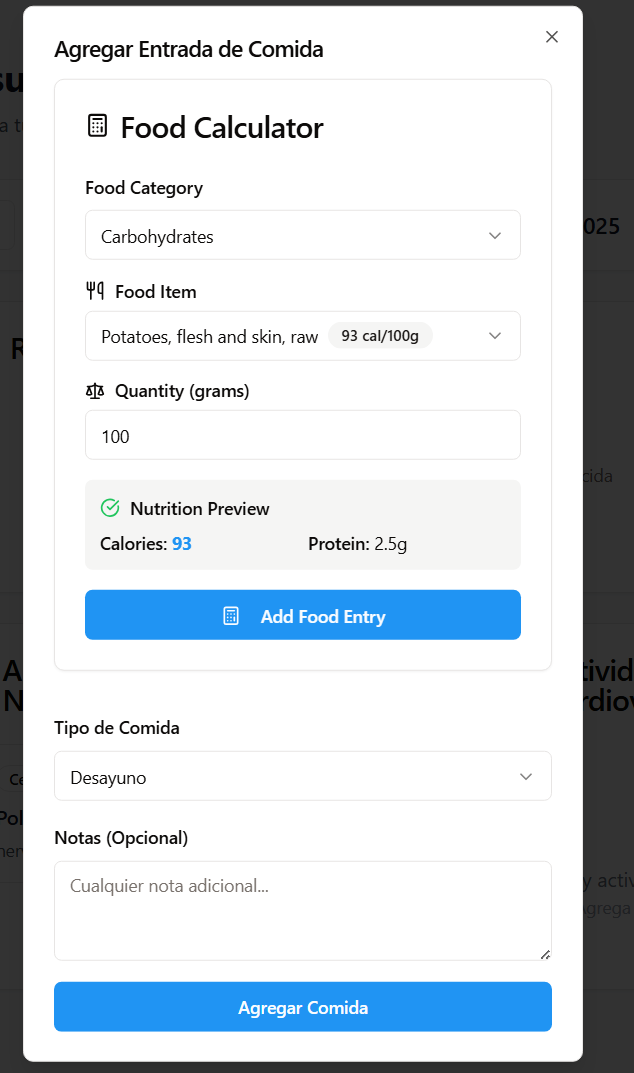 Agregar Entrada de Comida
Food Calculator
Food Category
Carbohydrates
Food Item
Potatoes, flesh and skin, raw 93 cal/100g
Quantity (grams)
100
Nutrition Preview
Calories: 93 Protein: 2.5g
Add Food Entry
Tipo de Comida
Desayuno
Notas (Opcional)
Cualquier nota adicional...
Agregar Comida